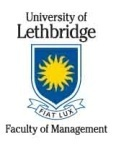 University of
Lethbridge
FIAT LUX
Faculty of Management